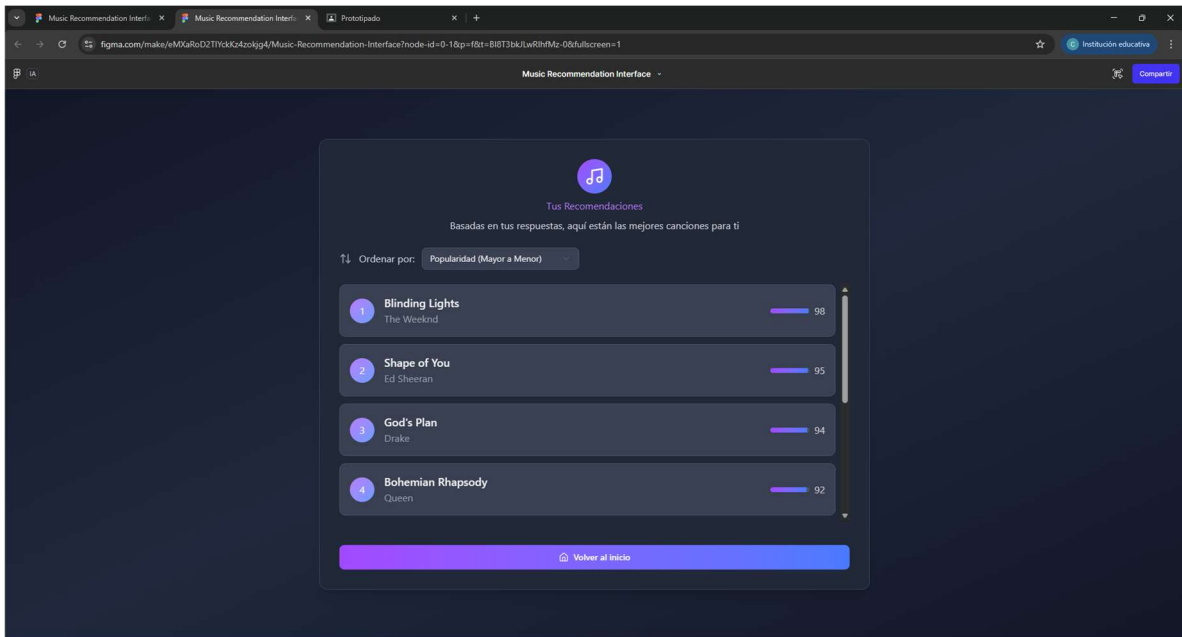 Music Recommendation Interfa
Music Recommendation Interfa
Prototipado
figma.com/make/eMXaRoD2TlYckKz4zokjg4/Music-Recommendation-Interface?node-id=0-1&p=f&t=BI8T3bkJLwRlhfMz-0&fullscreen=1
C
Institución educativa
IA
Music Recommendation Interface
Compartir
Tus Recomendaciones
Basadas en tus respuestas, aquí están las mejores canciones para ti
Ordenar por:
Popularidad (Mayor a Menor)
1
Blinding Lights
The Weeknd
98
2
Shape of You
Ed Sheeran
95
3
God's Plan
Drake
94
4
Bohemian Rhapsody
Queen
92
Volver al inicio